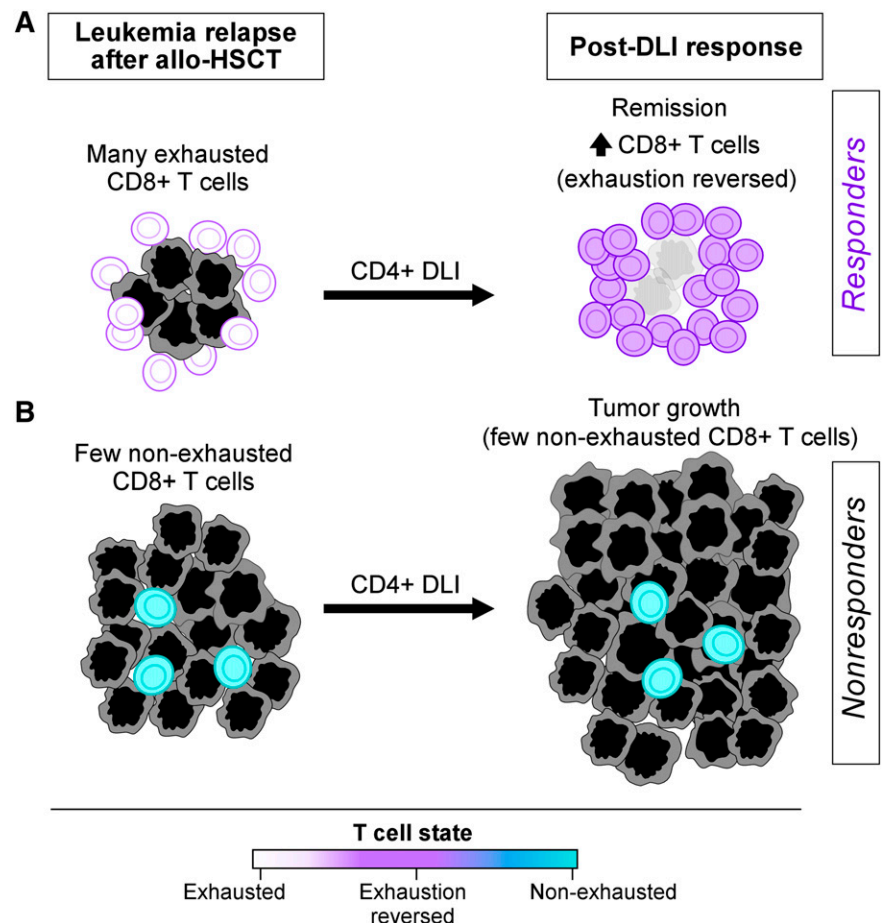 A
Leukemia relapse
after allo-HSCT
Post-DLI response
Many exhausted
CD8+ T cells
CD4+ DLI
Remission
CD8+ T cells
(exhaustion reversed)
Responders
B
Few non-exhausted
CD8+ T cells
CD4+ DLI
Tumor growth
(few non-exhausted CD8+ T cells)
Nonresponders
T cell state
Exhausted
Exhaustion
reversed
Non-exhausted